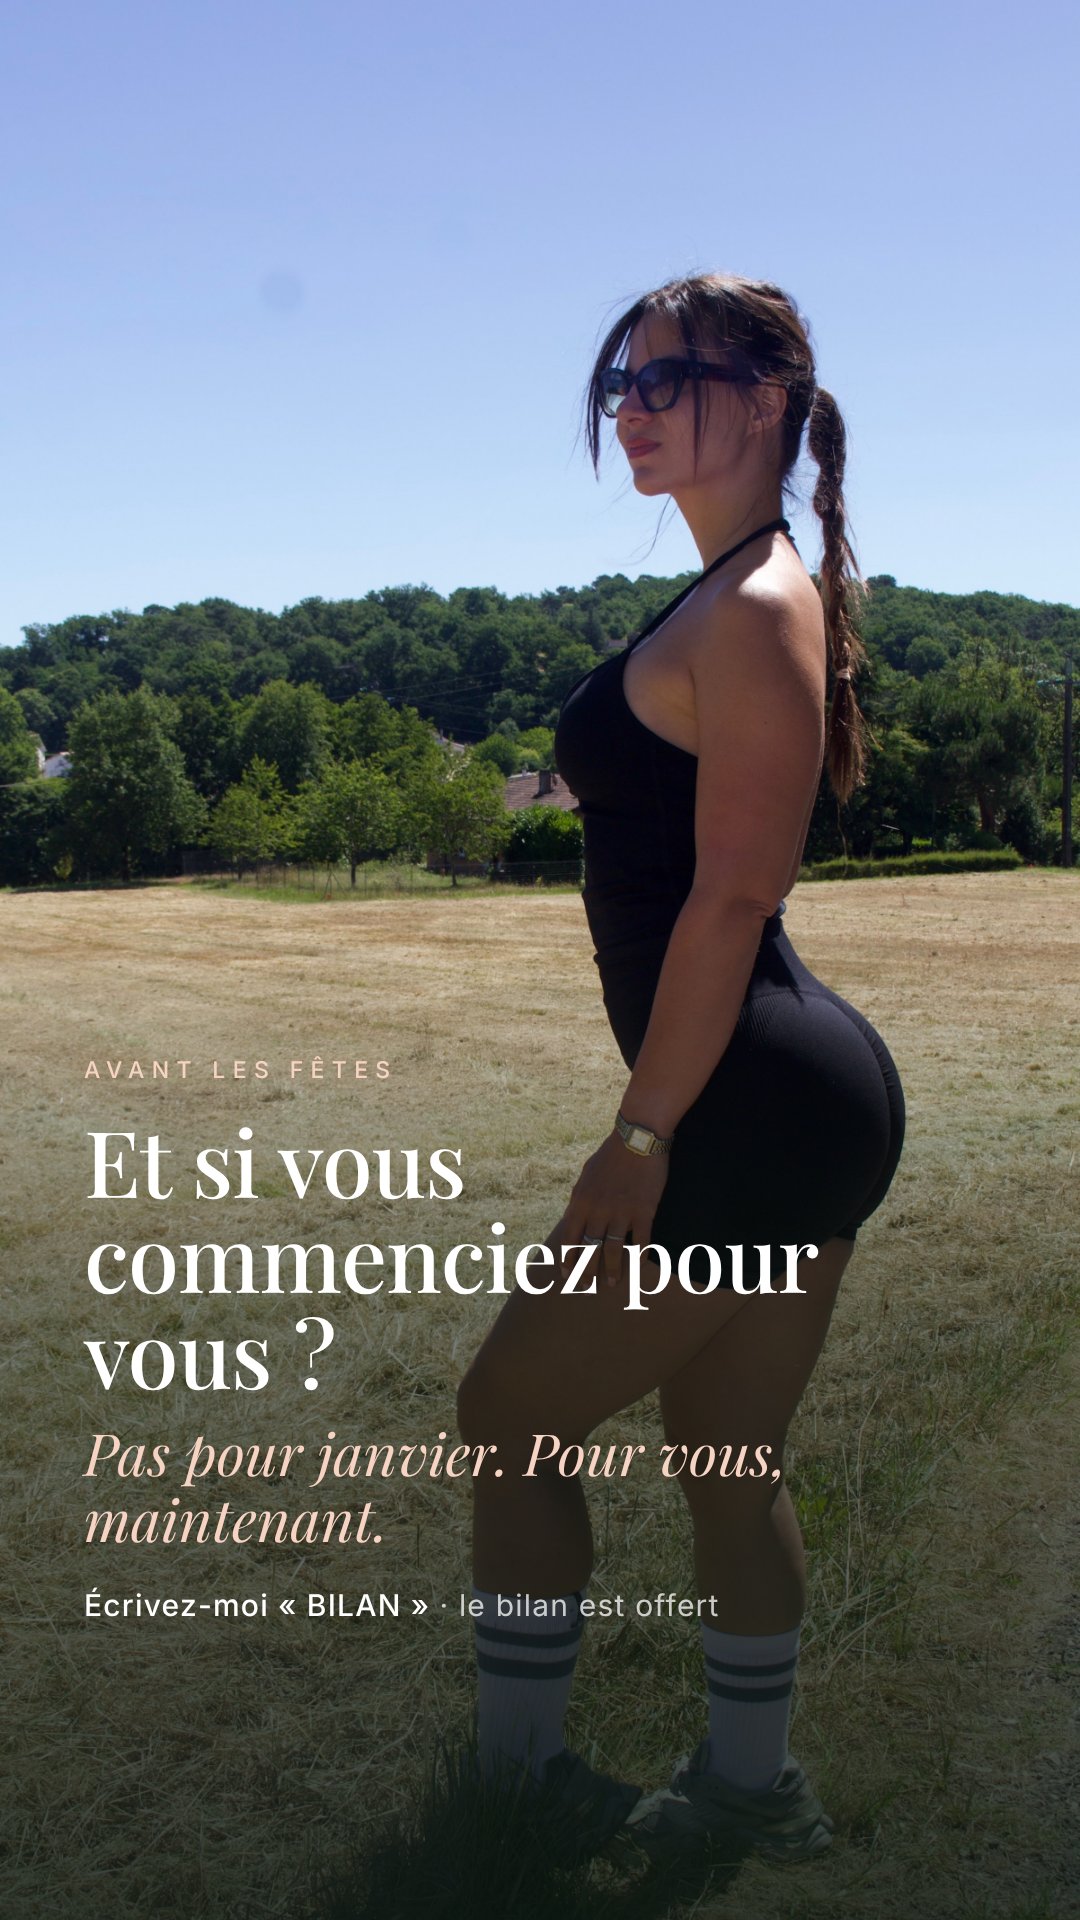 AVANT LES FÊTES
Et si vous
commenciez pour
vous ?
Pas pour janvier. Pour vous,
maintenant.
Écrivez-moi « BILAN » · le bilan est offert